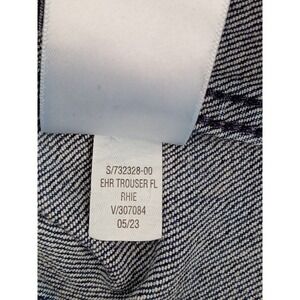 S/732328-00
EHR TROUSER FL
RHIE
V/307084
05/23